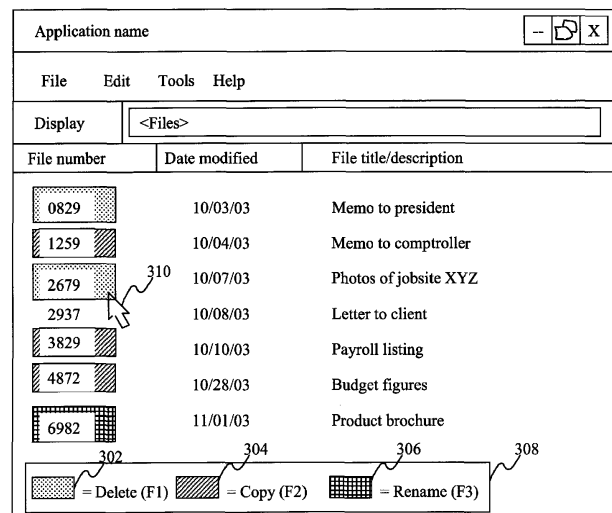 Application name -- X
File Edit Tools Help
Display <Files>
File number Date modified File title/description
0829 10/03/03 Memo to president
1259 10/04/03 Memo to comptroller
2679 10/07/03 Photos of jobsite XYZ
310
2937 10/08/03 Letter to client
3829 10/10/03 Payroll listing
4872 10/28/03 Budget figures
6982 11/01/03 Product brochure
302 304 306 308
= Delete (F1) = Copy (F2) = Rename (F3)